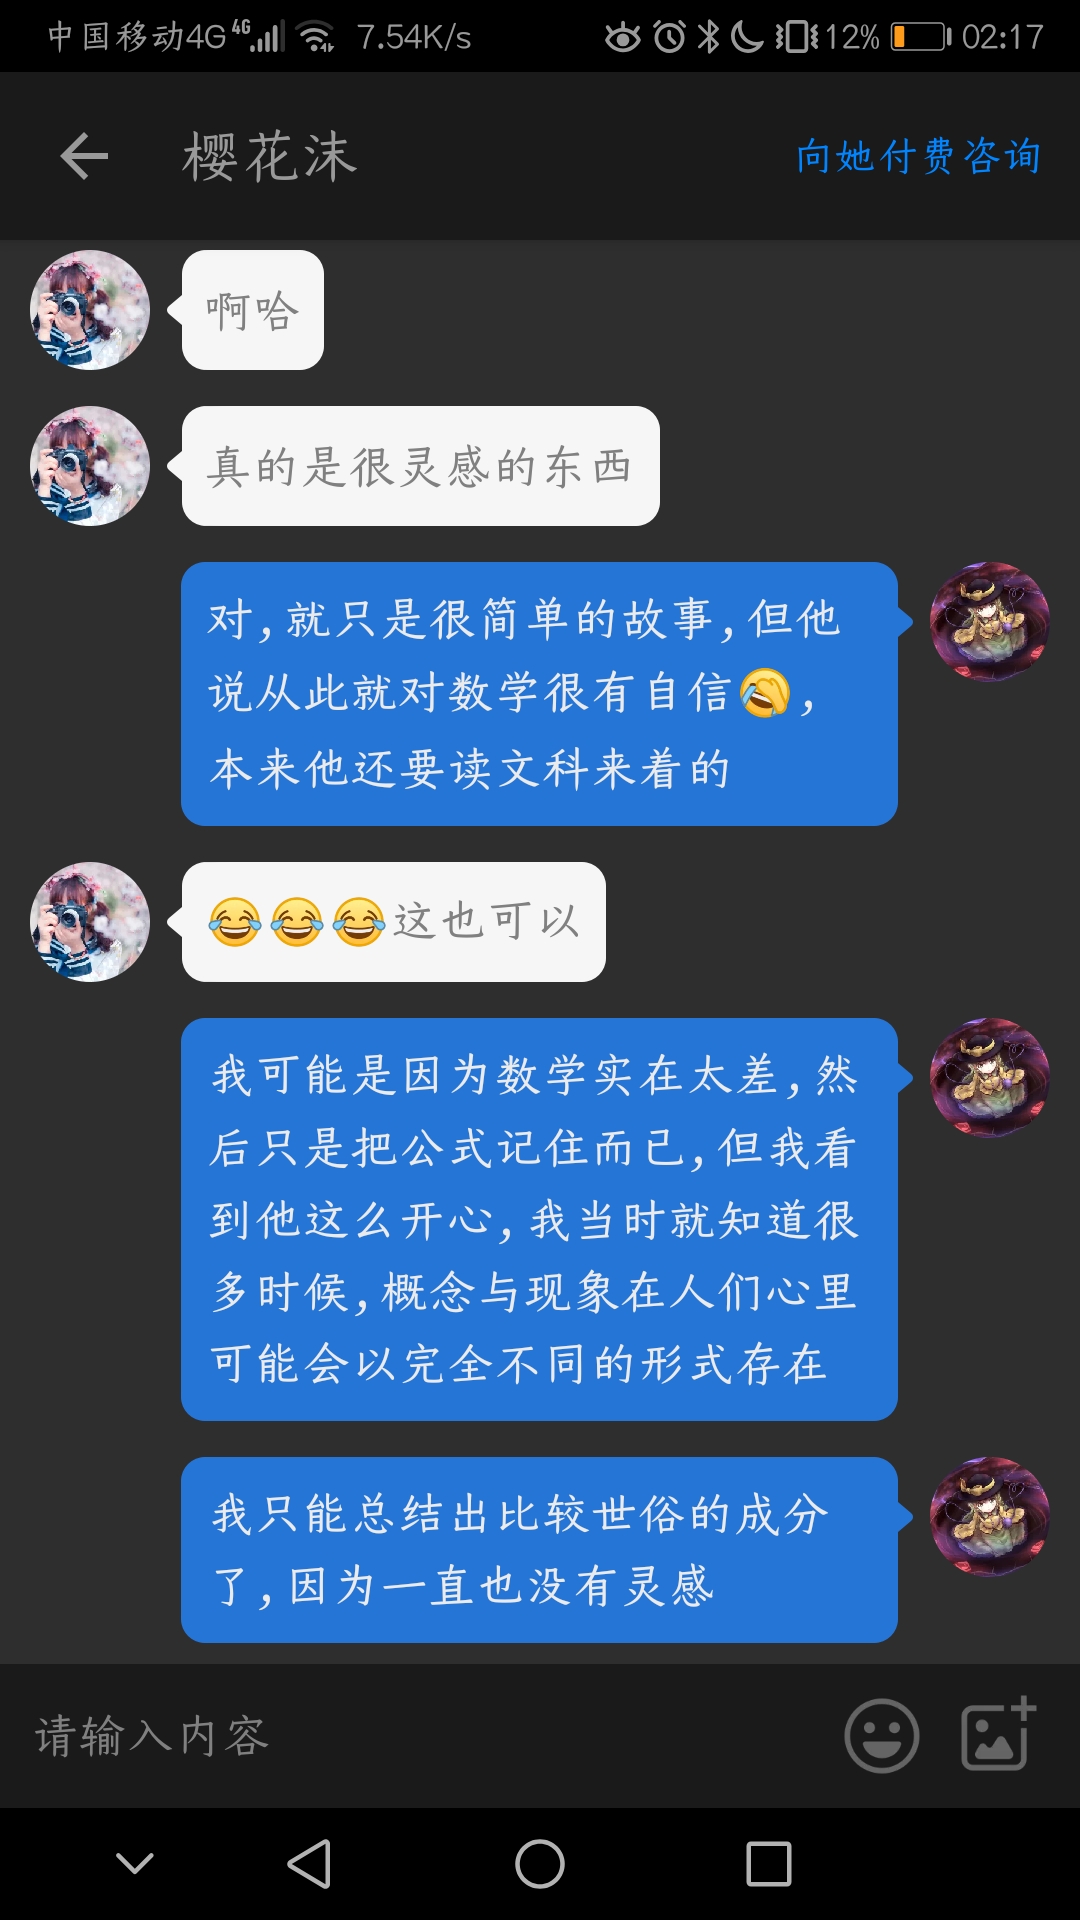 中国移动4G 4G 7.54K/s 12% 02:17
樱花沫 向她付费咨询
啊哈
真的是很灵感的东西
对,就只是很简单的故事,但他
说从此就对数学很有自信🤣,
本来他还要读文科来着的
😂😂😂这也可以
我可能是因为数学实在太差,然
后只是把公式记住而已,但我看
到他这么开心,我当时就知道很
多时候,概念与现象在人们心里
可能会以完全不同的形式存在
我只能总结出比较世俗的成分
了,因为一直也没有灵感
请输入内容